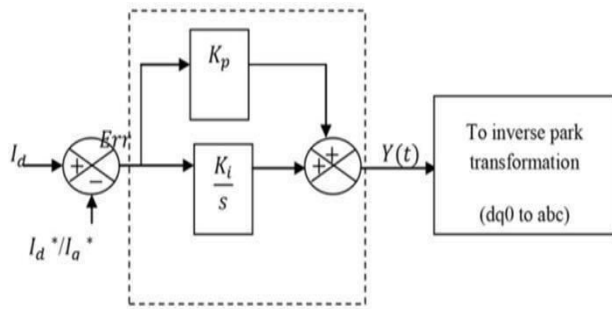 K_p
Err
I_d
+
−
I_d */I_q *
K_i
s
+
+
Y(t)
To inverse park
transformation
(dq0 to abc)